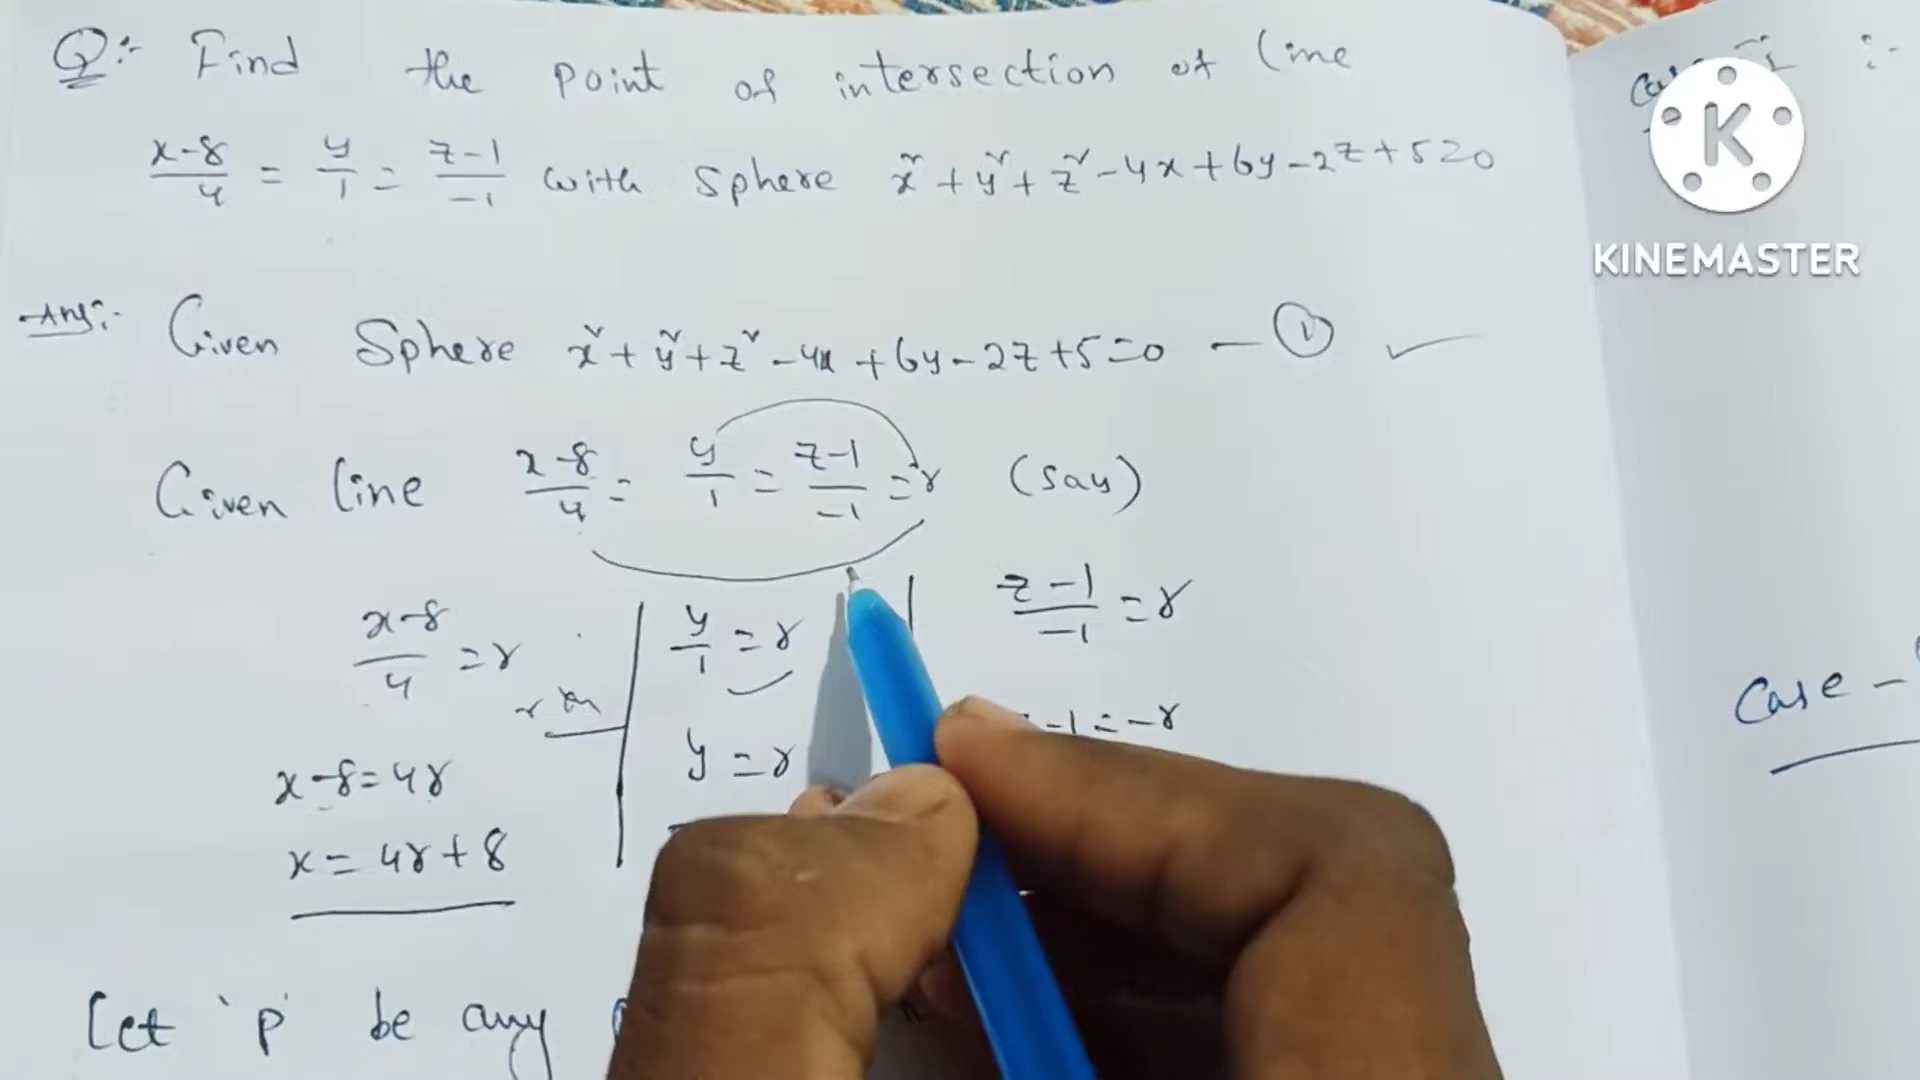 Q:- Find the point of intersection of line
x-8/4 = y/1 = z-1/-1 with sphere x²+y²+z²-4x+6y-2z+5=0
Ans:- Given Sphere x²+y²+z²-4x+6y-2z+5=0 — ①
Given line x-8/4 = y/1 = z-1/-1 = r (say)
x-8/4 = r
y/1 = r
z-1/-1 = r
x-8=4r
y=r
-1=-r
x=4r+8
Let 'p' be any
:-
K
KINEMASTER
Case -